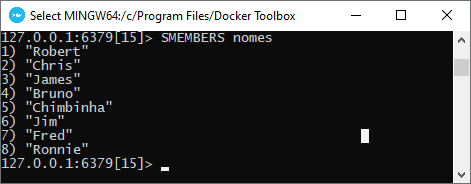 Select MINGW64:/c/Program Files/Docker Toolbox
127.0.0.1:6379[15]> SMEMBERS nomes
1) "Robert"
2) "Chris"
3) "James"
4) "Bruno"
5) "Chimbinha"
6) "Jim"
7) "Fred"
8) "Ronnie"
127.0.0.1:6379[15]>